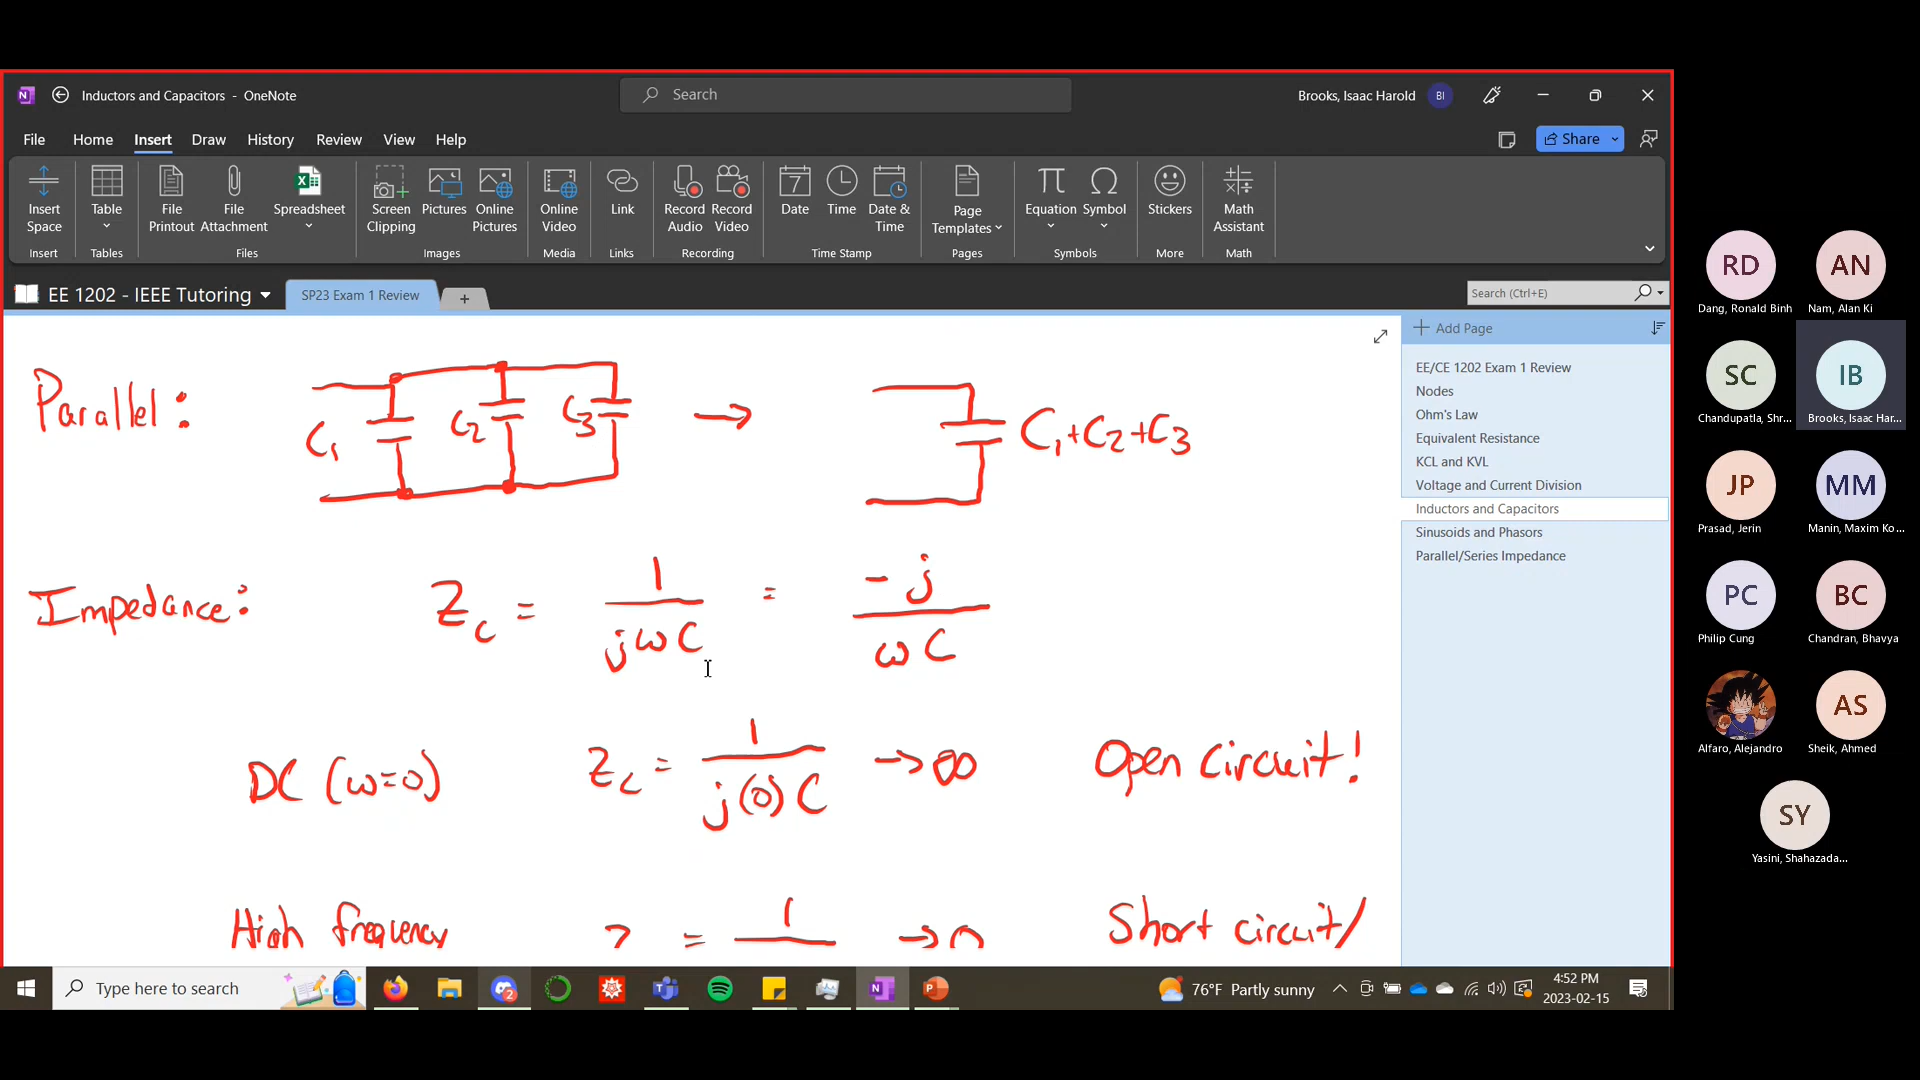 Inductors and Capacitors - OneNote
Search
Brooks, Isaac Harold
BI
File Home Insert Draw History Review View Help
Share
Insert Space
Table
File Printout
File Attachment
Spreadsheet
Screen Clipping
Pictures
Online Pictures
Online Video
Link
Record Audio
Record Video
Date
Time
Date & Time
Page Templates
Equation
Symbol
Stickers
Math Assistant
Insert Tables Files Images Media Links Recording Time Stamp Pages Symbols More Math
EE 1202 - IEEE Tutoring
SP23 Exam 1 Review
+
Search (Ctrl+E)
Add Page
EE/CE 1202 Exam 1 Review
Nodes
Ohm's Law
Equivalent Resistance
KCL and KVL
Voltage and Current Division
Inductors and Capacitors
Sinusoids and Phasors
Parallel/Series Impedance
Parallel: C1 C2 C3 → C1+C2+C3
Impedance: Zc = 1/jωC = -j/ωC
DC (ω=0) Zc = 1/j(0)C → ∞ Open circuit!
High frequency = 1 → Short circuit/
RD
Dang, Ronald Binh
AN
Nam, Alan Ki
SC
Chandupatla, Shr...
IB
Brooks, Isaac Har...
JP
Prasad, Jerin
MM
Manin, Maxim Ko...
PC
Philip Cung
BC
Chandran, Bhavya
Alfaro, Alejandro
AS
Sheik, Ahmed
SY
Yasini, Shahazada...
Type here to search
76°F Partly sunny
4:52 PM
2023-02-15